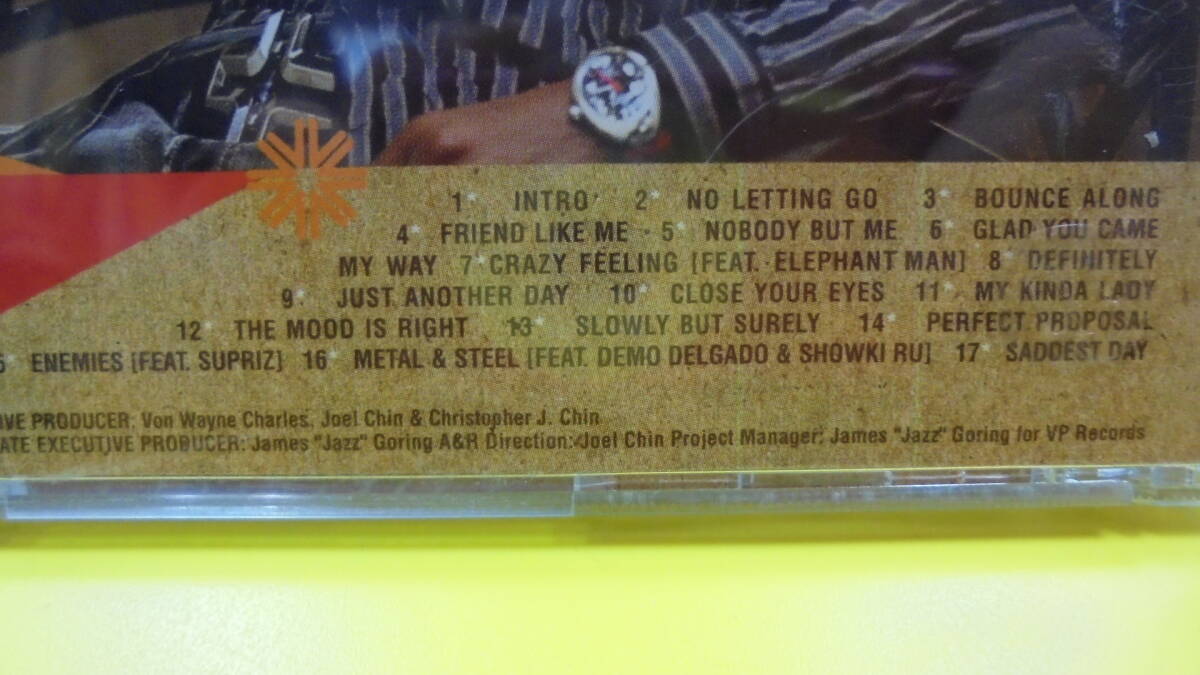 1* INTRO 2* NO LETTING GO 3* BOUNCE ALONG
4* FRIEND LIKE ME 5* NOBODY BUT ME 6* GLAD YOU CAME
MY WAY 7* CRAZY FEELING [FEAT. ELEPHANT MAN] 8* DEFINITELY
9* JUST ANOTHER DAY 10* CLOSE YOUR EYES 11* MY KINDA LADY
12* THE MOOD IS RIGHT 13* SLOWLY BUT SURELY 14* PERFECT PROPOSAL
5* ENEMIES [FEAT. SUPRIZ] 16* METAL & STEEL [FEAT. DEMO DELGADO & SHOWKI RU] 17* SADDEST DAY
IVE PRODUCER: Von Wayne Charles, Joel Chin & Christopher J. Chin
ATE EXECUTIVE PRODUCER: James "Jazz" Goring A&R Direction: Joel Chin Project Manager: James "Jazz" Goring for VP Records